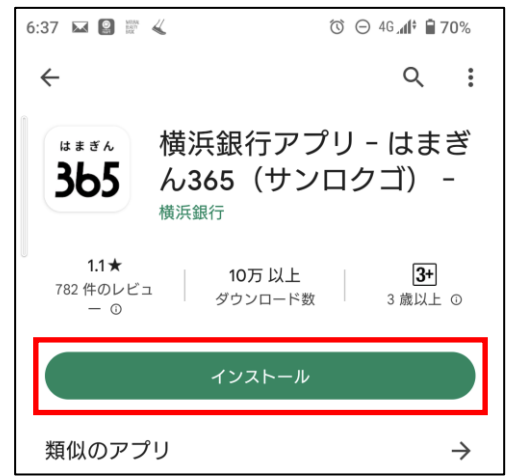 6:37 4G 70%
はまぎん
365
横浜銀行アプリ - はまぎ
ん365（サンロクゴ） -
横浜銀行
1.1★
782 件のレビュ
ー
10万 以上
ダウンロード数
3+
3 歳以上
インストール
類似のアプリ